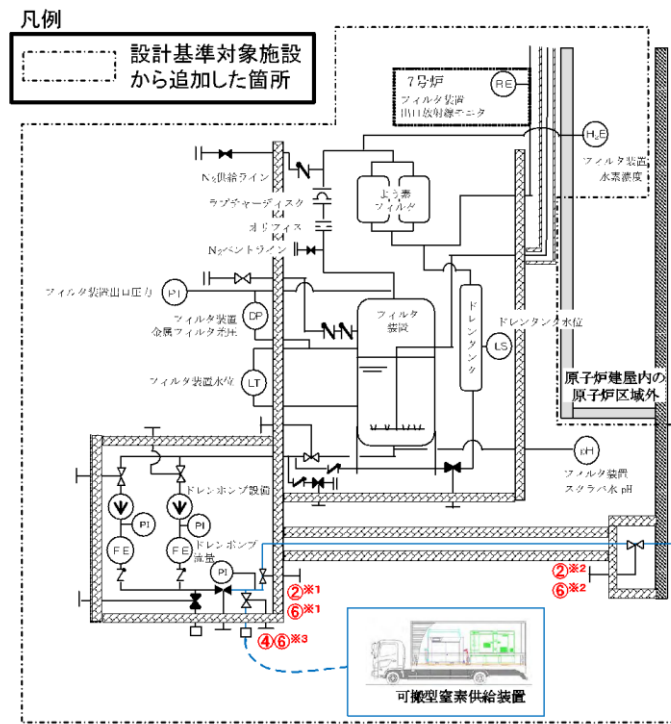 凡例
設計基準対象施設
から追加した箇所
7号炉
フィルタ装置
出口放射線モニタ
RE
H₂E
フィルタ装置
水素濃度
N₂供給ライン
ラプチャーディスク
オリフィス
N₂ベントライン
よう素
フィルタ
フィルタ装置出口圧力
PI
DP
フィルタ装置
金属フィルタ差圧
フィルタ
装置
ドレンタンク
ドレンタンク水位
LS
フィルタ装置水位
LT
原子炉建屋内の
原子炉区域外
pH
フィルタ装置
スクラバ水 pH
ドレンポンプ設備
PI
PI
FE
FE
ドレンポンプ
流量
PI
②※1
⑥※1
②※2
⑥※2
④⑥※3
可搬型窒素供給装置